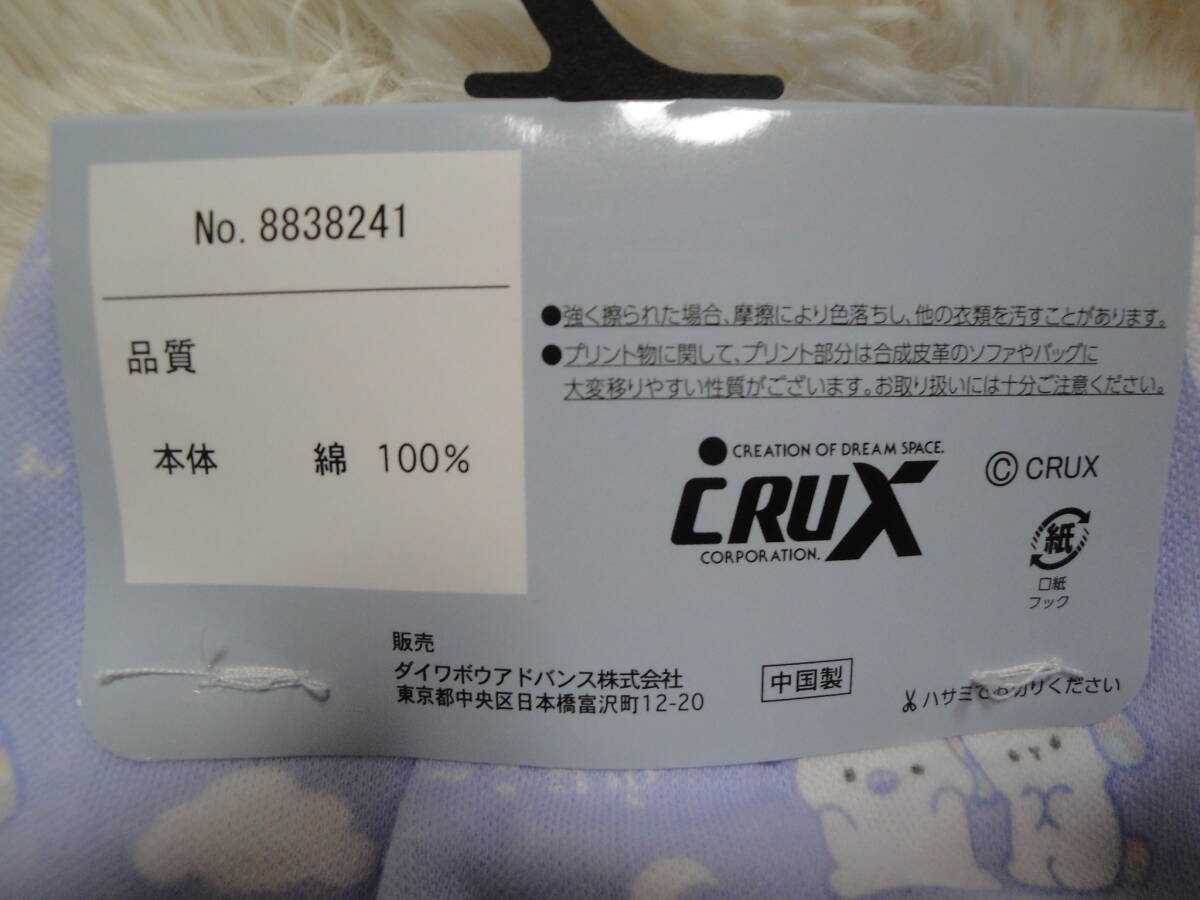 No. 8838241
品質
本体 綿 100%
●強く擦られた場合、摩擦により色落ちし、他の衣類を汚すことがあります。
●プリント物に関して、プリント部分は合成皮革のソファやバッグに
大変移りやすい性質がございます。お取り扱いには十分ご注意ください。
CREATION OF DREAM SPACE.
CRUX
CORPORATION.
© CRUX
紙
口紙
フック
販売
ダイワボウアドバンス株式会社
東京都中央区日本橋富沢町12-20
中国製
ハサミでお切りください